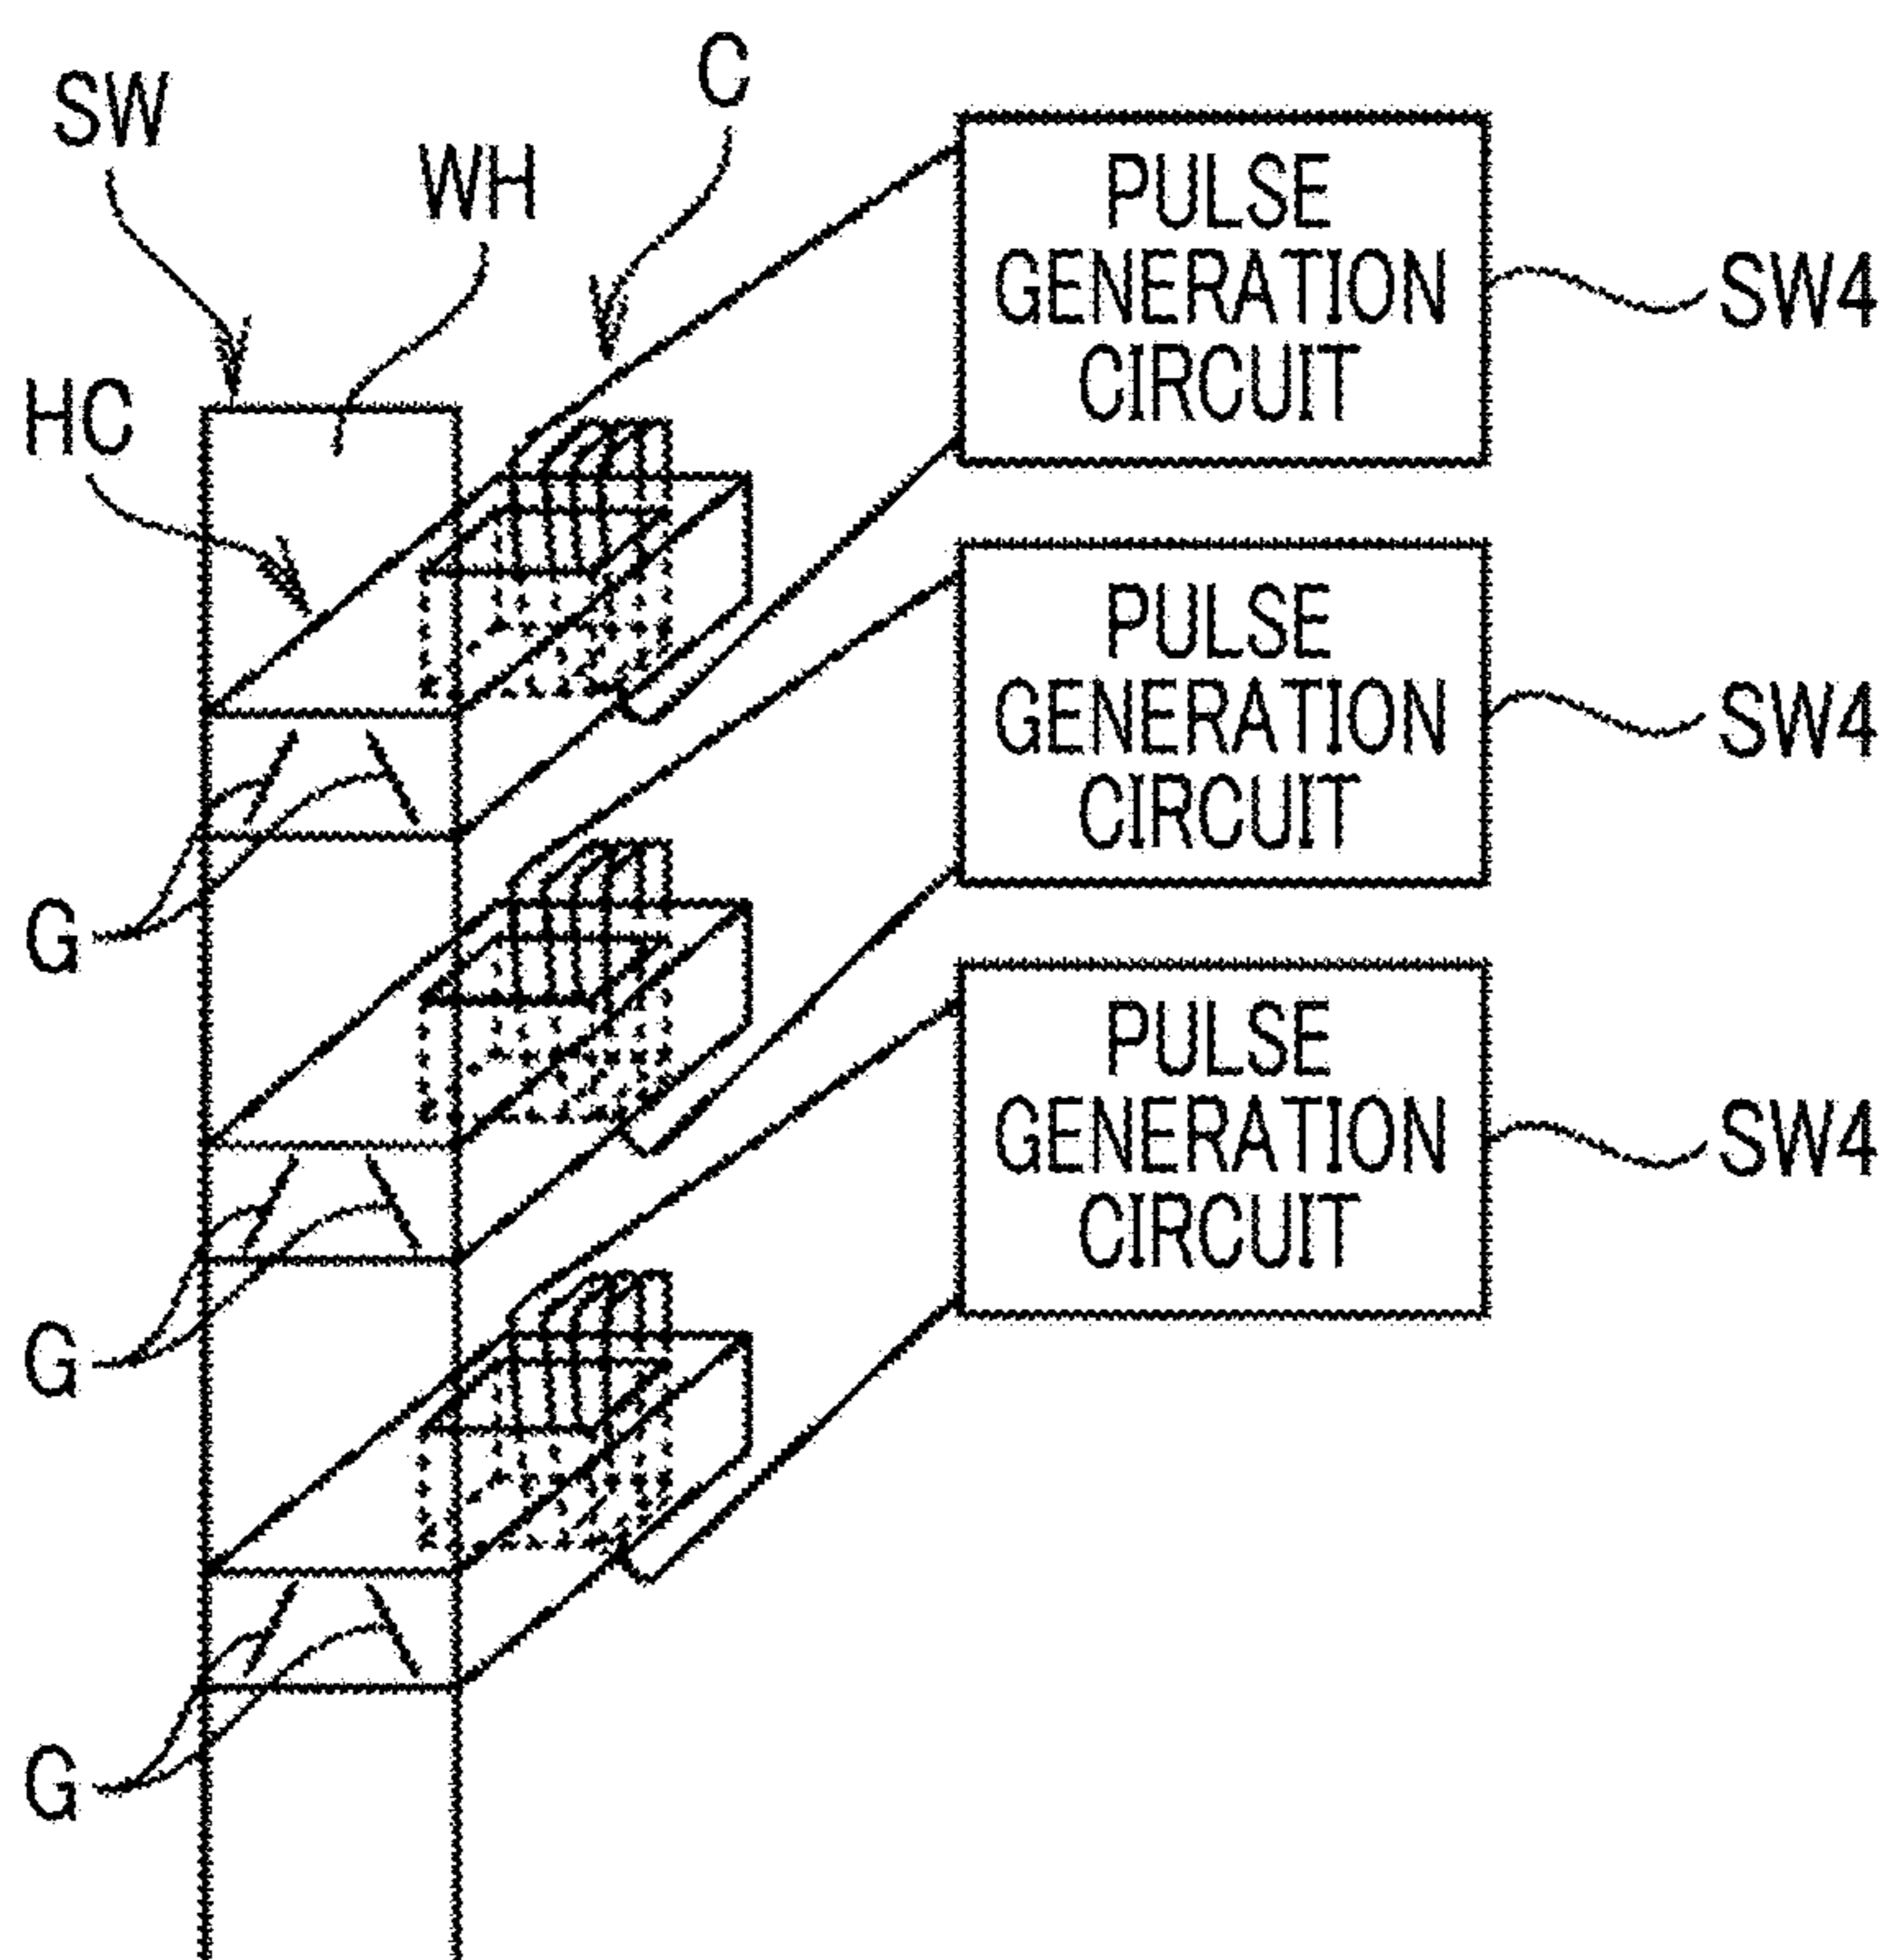 C
SW
WH
PULSE
GENERATION
CIRCUIT
SW4
HC
PULSE
GENERATION
CIRCUIT
SW4
G
PULSE
GENERATION
CIRCUIT
SW4
G
G